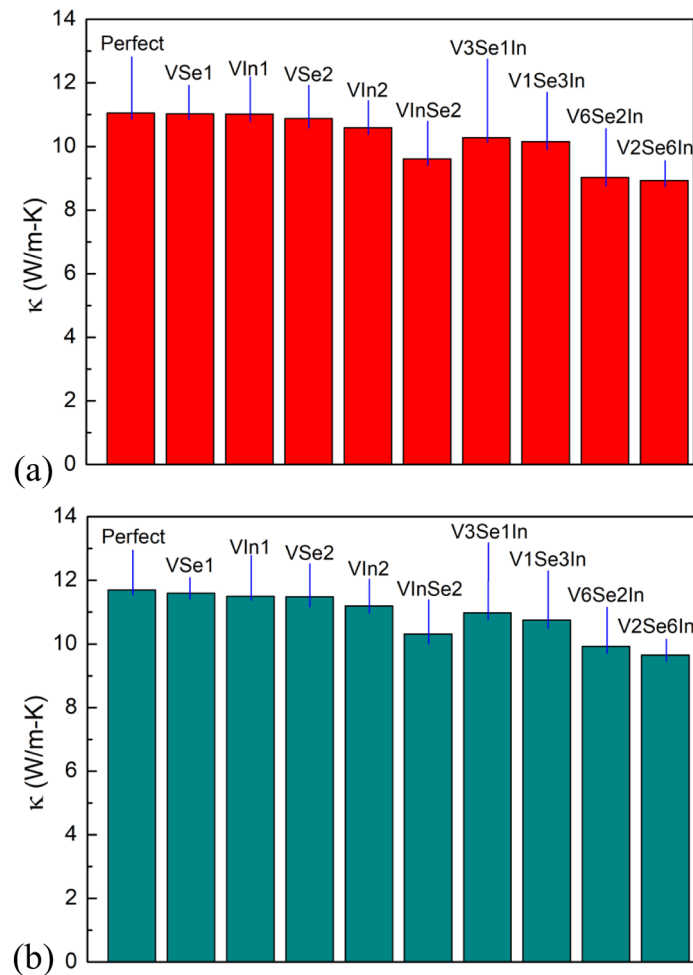 14
12
10
8
6
4
2
0
κ (W/m-K)
Perfect
VSe1
VIn1
VSe2
VIn2
VInSe2
V3Se1In
V1Se3In
V6Se2In
V2Se6In
(a)
14
12
10
8
6
4
2
0
κ (W/m-K)
Perfect
VSe1
VIn1
VSe2
VIn2
VInSe2
V3Se1In
V1Se3In
V6Se2In
V2Se6In
(b)